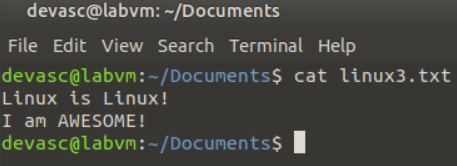 devasc@labvm: ~/Documents
File Edit View Search Terminal Help
devasc@labvm:~/Documents$ cat linux3.txt
Linux is Linux!
I am AWESOME!
devasc@labvm:~/Documents$